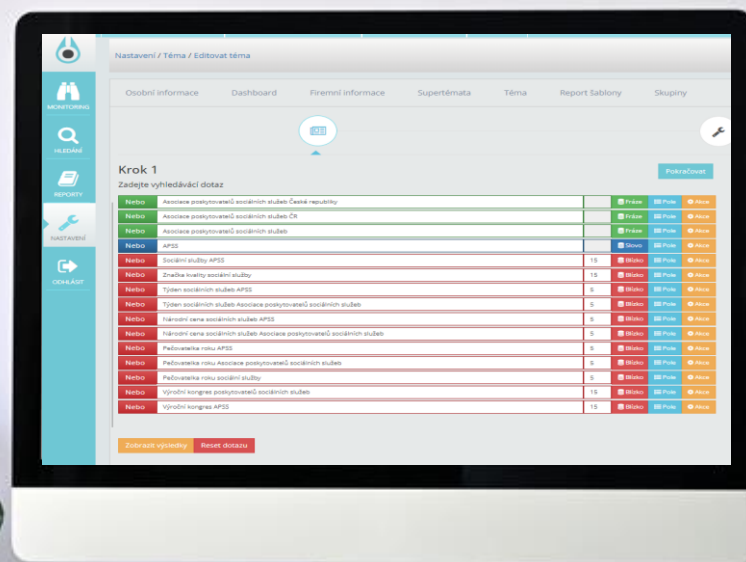 Nastavení / Téma / Editovat téma
MONITORING
HLEDÁNÍ
REPORTY
NASTAVENÍ
ODHLÁSIT
Osobní informace Dashboard Firemní informace Supertémata Téma Report šablony Skupiny
Krok 1
Pokračovat
Zadejte vyhledávácí dotaz
Nebo Asociace poskytovatelů sociálních služeb České republiky Fráze Pole Akce
Nebo Asociace poskytovatelů sociálních služeb ČR Fráze Pole Akce
Nebo Asociace poskytovatelů sociálních služeb Fráze Pole Akce
Nebo APSS Slovo Pole Akce
Nebo Sociální služby APSS 15 Blízko Pole Akce
Nebo Značka kvality sociální služby 15 Blízko Pole Akce
Nebo Týden sociálních služeb APSS 5 Blízko Pole Akce
Nebo Týden sociálních služeb Asociace poskytovatelů sociálních služeb 5 Blízko Pole Akce
Nebo Národní cena sociálních služeb APSS 5 Blízko Pole Akce
Nebo Národní cena sociálních služeb Asociace poskytovatelů sociálních služeb 5 Blízko Pole Akce
Nebo Pečovatelka roku APSS 5 Blízko Pole Akce
Nebo Pečovatelka roku Asociace poskytovatelů sociálních služeb 5 Blízko Pole Akce
Nebo Pečovatelka roku sociální služby 5 Blízko Pole Akce
Nebo Výroční kongres poskytovatelů sociálních služeb 15 Blízko Pole Akce
Nebo Výroční kongres APSS 15 Blízko Pole Akce
Zobrazit výsledky Reset dotazu